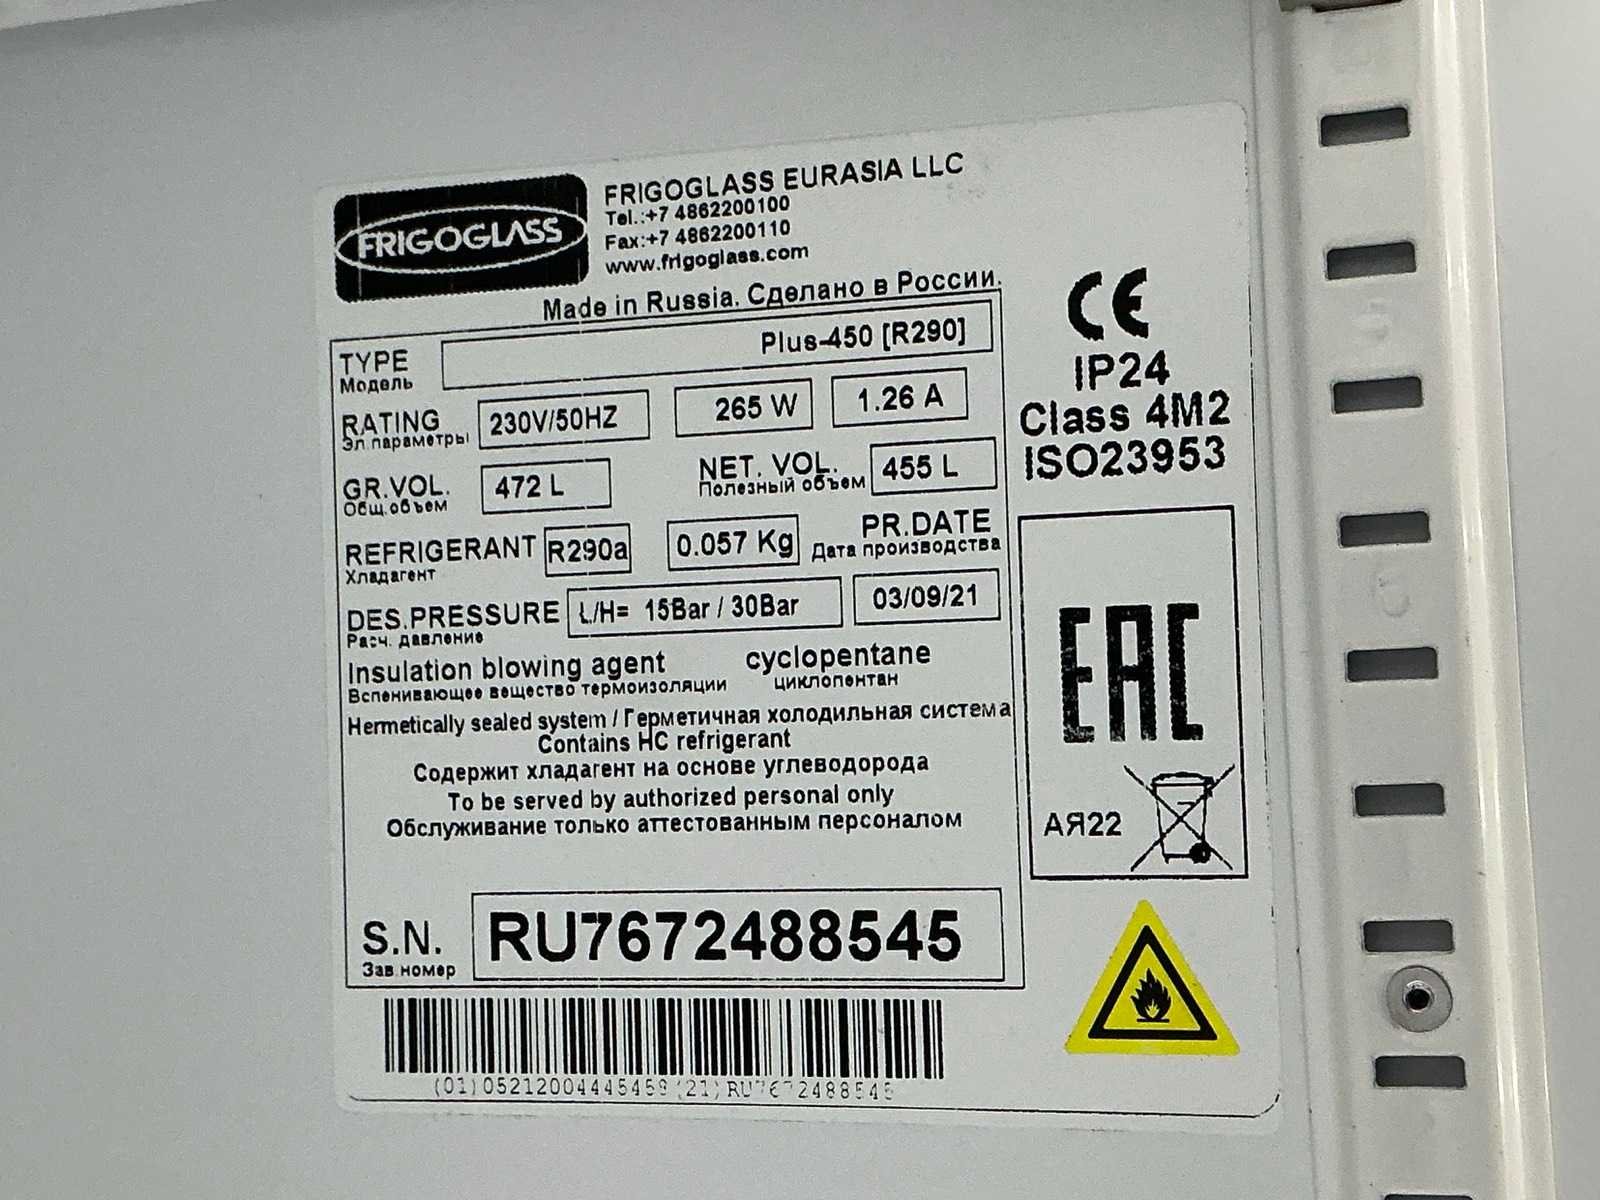 FRIGOGLASS
FRIGOGLASS EURASIA LLC
Tel.:+7 4862200100
Fax:+7 4862200110
www.frigoglass.com
Made in Russia. Сделано в России.
TYPE Plus-450 [R290]
Модель
RATING 230V/50HZ 265 W 1.26 A
Эл параметры
GR.VOL. 472 L NET. VOL. 455 L
Общ.объем Полезный объем
REFRIGERANT R290a 0.057 Kg PR.DATE
Хладагент Дата производства
DES.PRESSURE L/H= 15Bar / 30Bar 03/09/21
Расч. давление
Insulation blowing agent cyclopentane
Вспенивающее вещество термоизоляции циклопентан
Hermetically sealed system / Герметичная холодильная система
Contains HC refrigerant
Содержит хладагент на основе углеводорода
To be served by authorized personal only
Обслуживание только аттестованным персоналом
S.N. RU7672488545
Зав номер
(01)05212004445459(21)RU7672488545
CE
IP24
Class 4M2
ISO23953
EAC
АЯ22